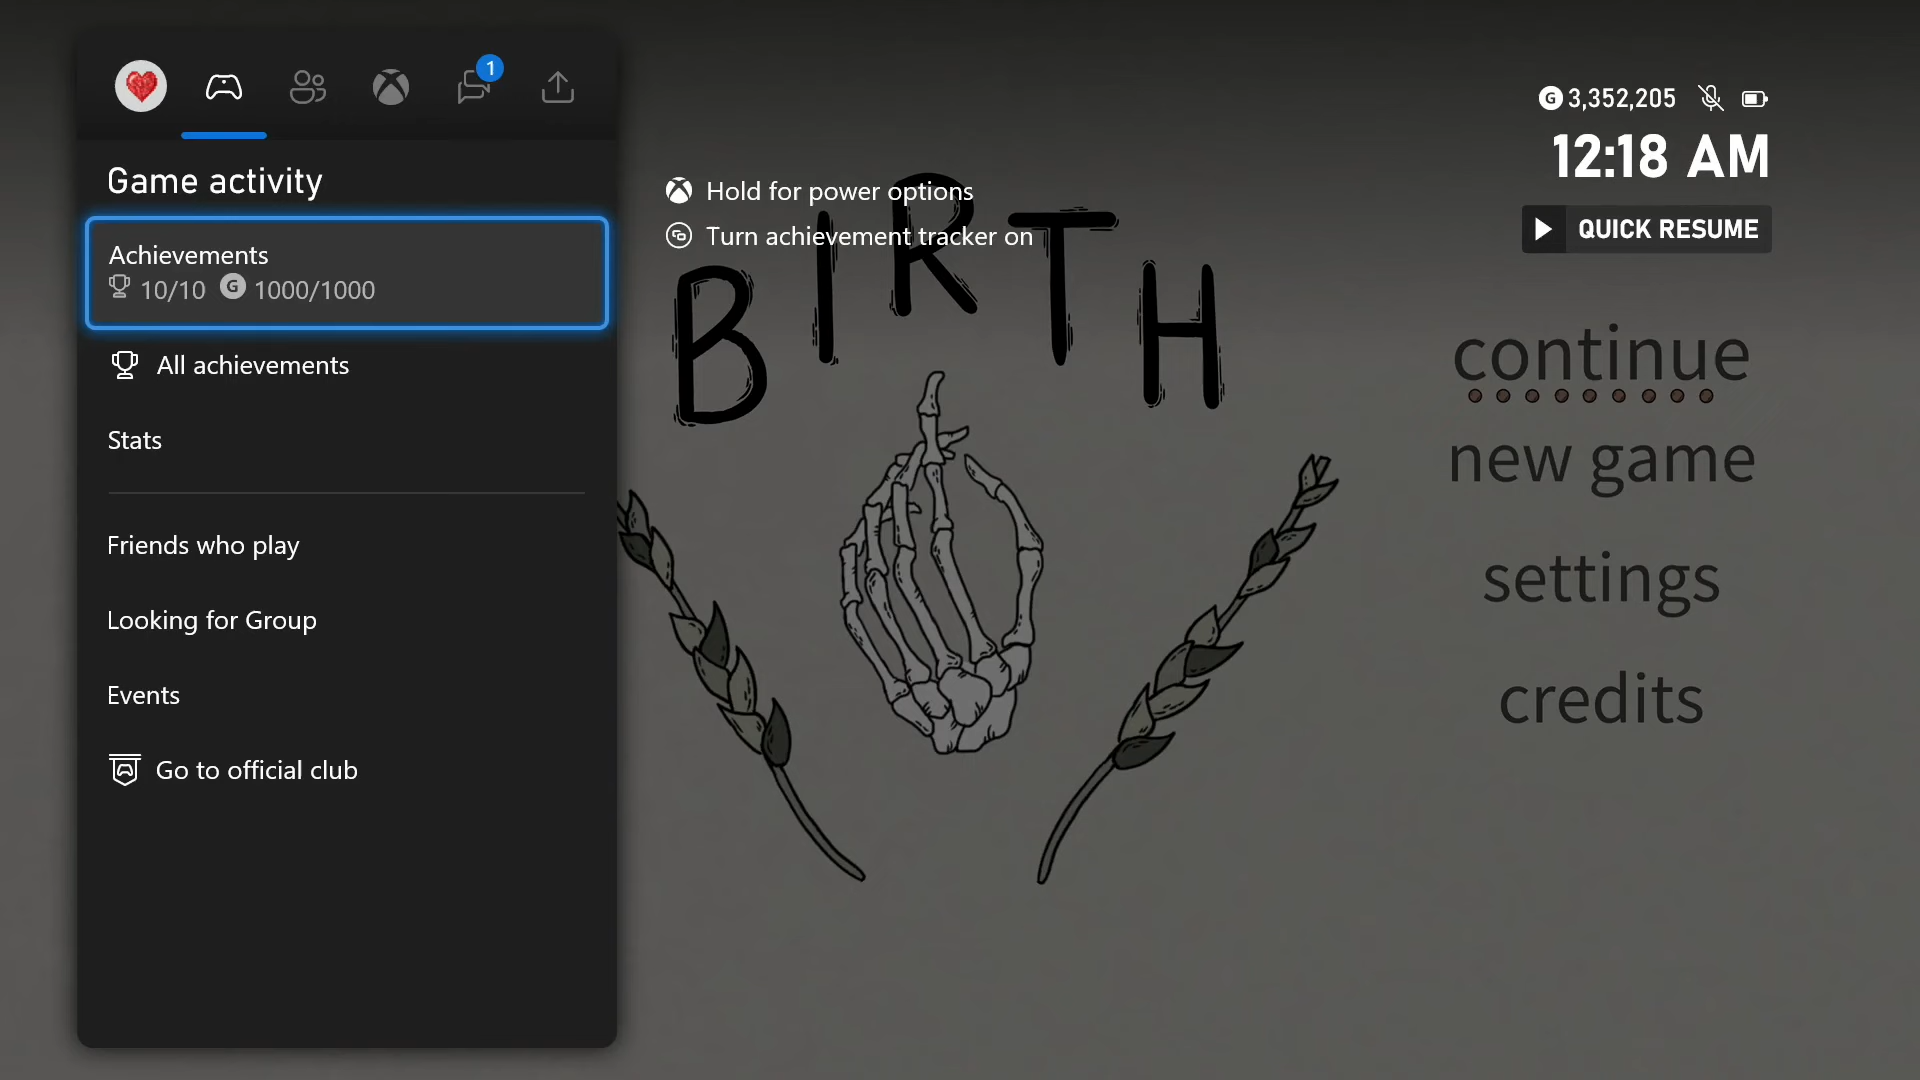 1
Game activity
Achievements
10/10 G 1000/1000
All achievements
Stats
Friends who play
Looking for Group
Events
Go to official club
Hold for power options
Turn achievement tracker on
BIRTH
G 3,352,205
12:18 AM
QUICK RESUME
continue
new game
settings
credits